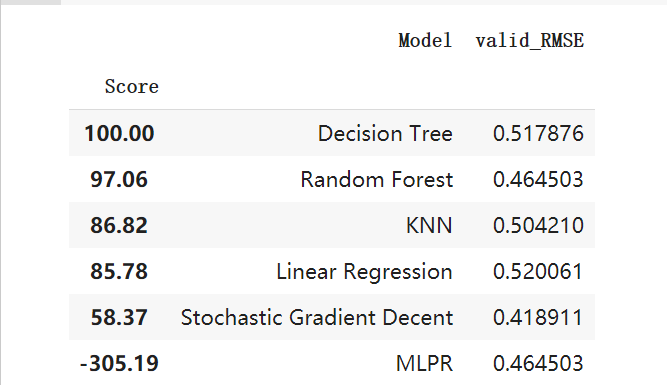 Model valid_RMSE
Score
100.00 Decision Tree 0.517876
97.06 Random Forest 0.464503
86.82 KNN 0.504210
85.78 Linear Regression 0.520061
58.37 Stochastic Gradient Decent 0.418911
-305.19 MLPR 0.464503